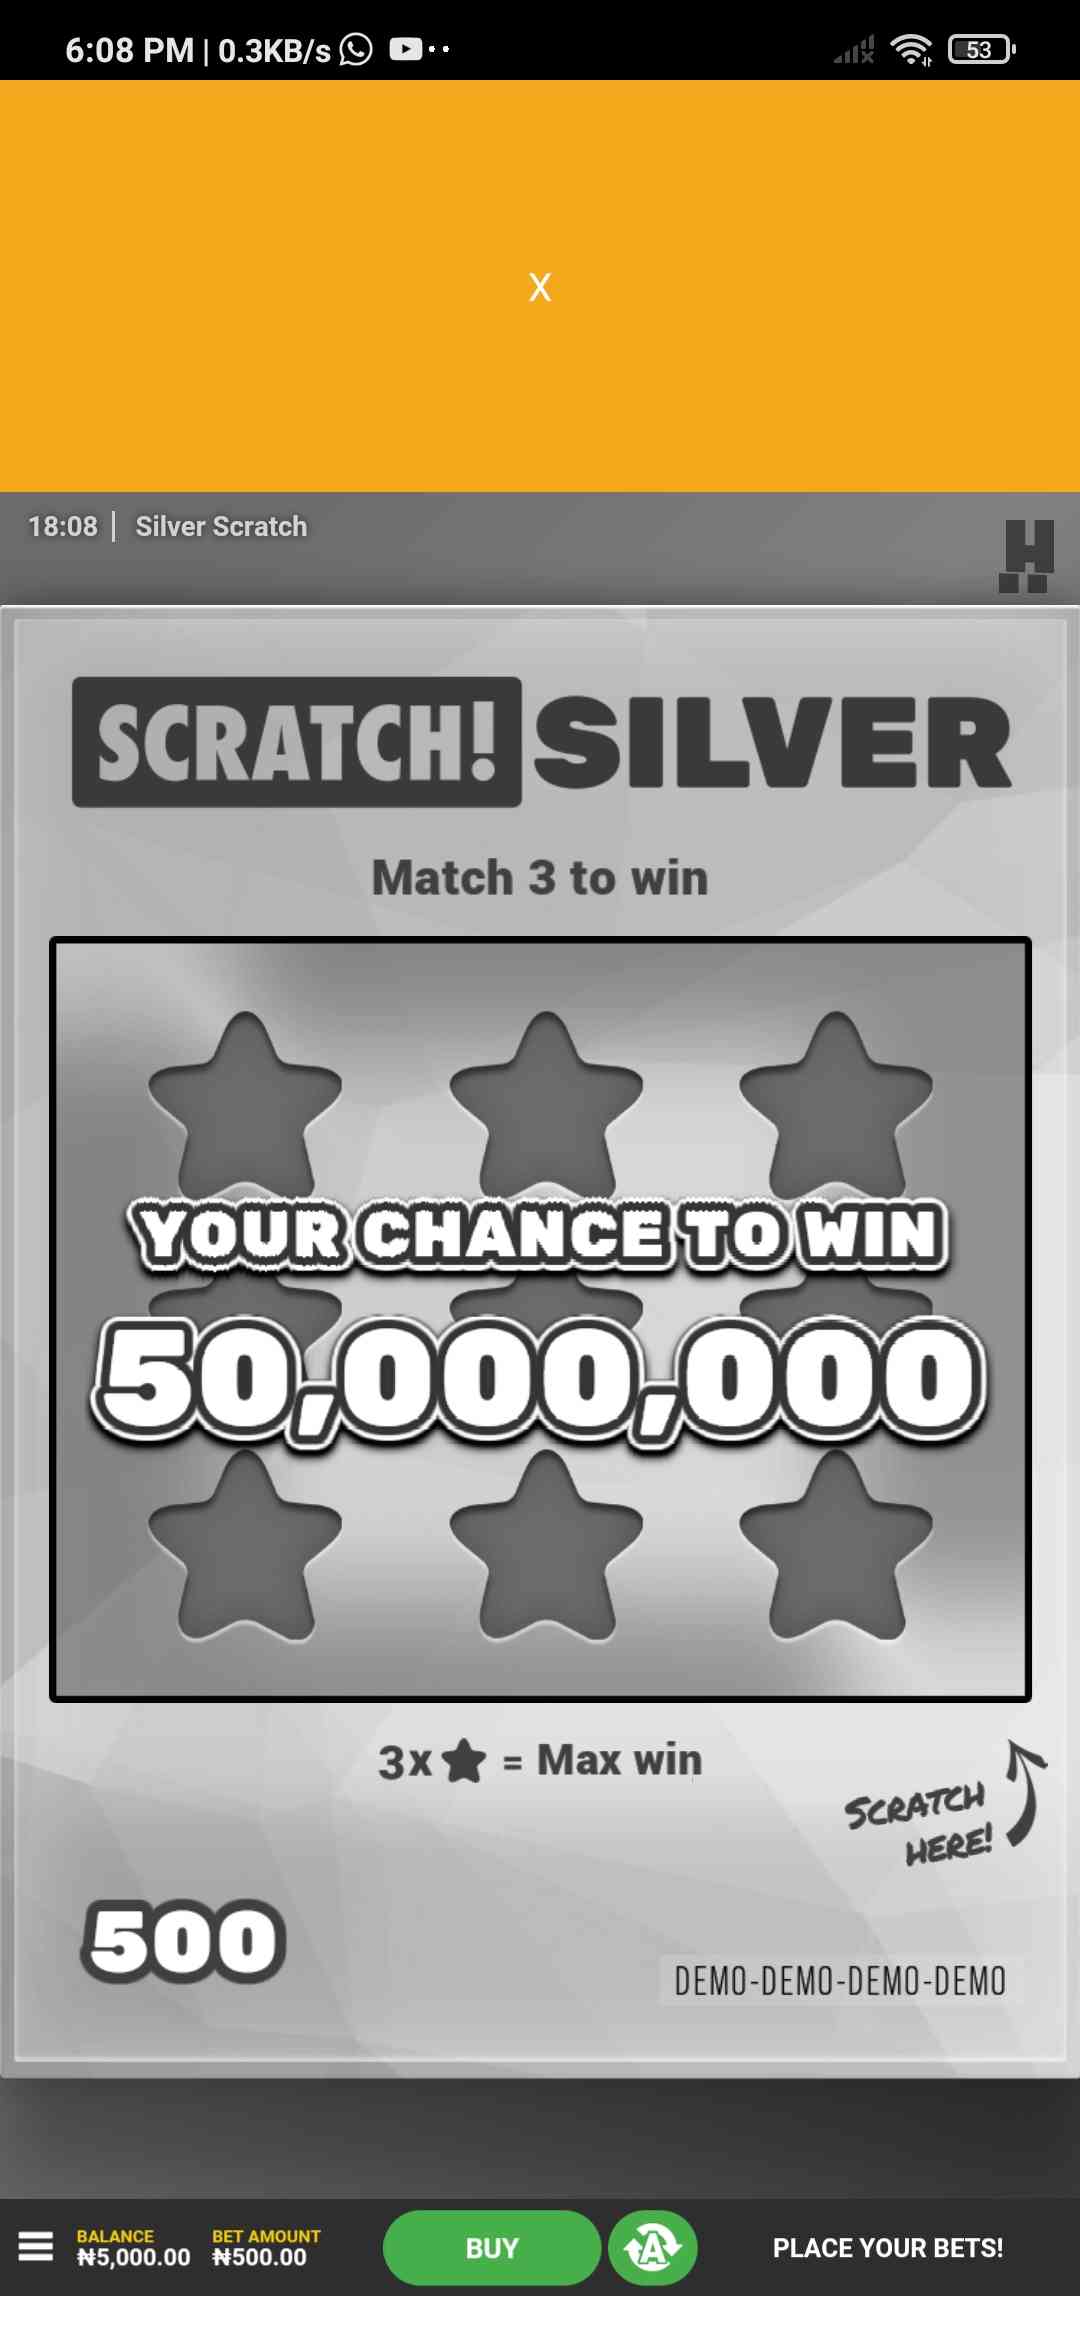 6:08 PM | 0.3KB/s
53
X
18:08 | Silver Scratch
H
SCRATCH! SILVER
Match 3 to win
YOUR CHANCE TO WIN
50,000,000
3x ★ = Max win
SCRATCH
HERE!
500
DEMO-DEMO-DEMO-DEMO
BALANCE
₦5,000.00
BET AMOUNT
₦500.00
BUY
A
PLACE YOUR BETS!